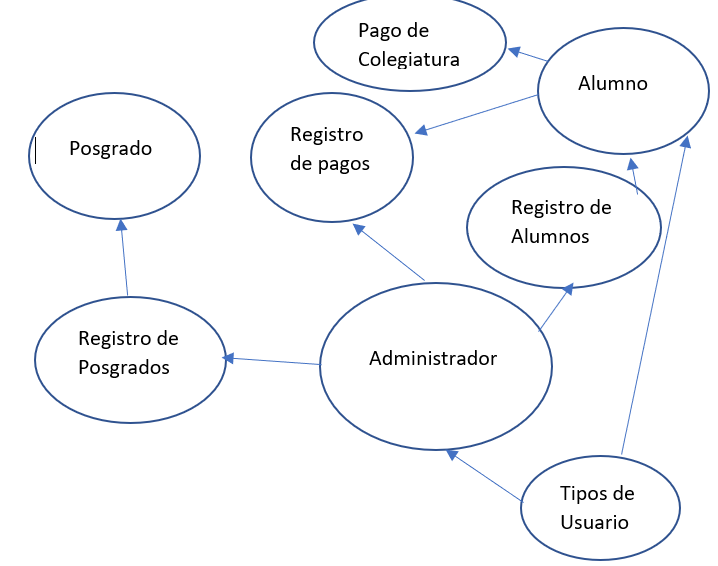 Pago de
Colegiatura
Alumno
Posgrado
Registro
de pagos
Registro de
Alumnos
Registro de
Posgrados
Administrador
Tipos de
Usuario